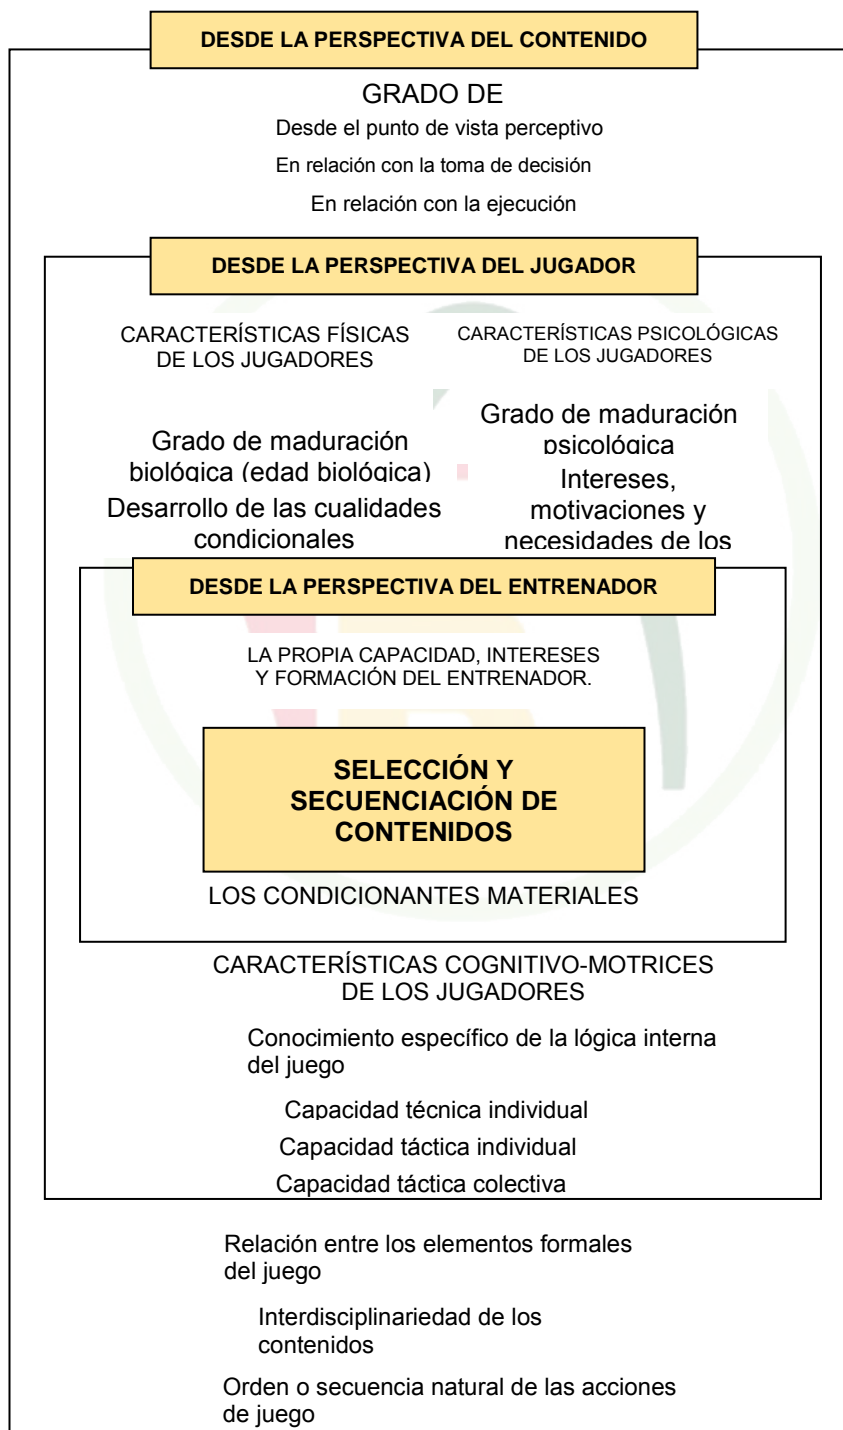 DESDE LA PERSPECTIVA DEL CONTENIDO
GRADO DE
Desde el punto de vista perceptivo
En relación con la toma de decisión
En relación con la ejecución
DESDE LA PERSPECTIVA DEL JUGADOR
CARACTERÍSTÍCAS FÍSICAS
DE LOS JUGADORES
CARACTERÍSTÍCAS PSICOLÓGICAS
DE LOS JUGADORES
Grado de maduración
biológica (edad biológica)
Desarrollo de las cualidades
condicionales
Grado de maduración
psicológica
Intereses,
motivaciones y
necesidades de los
DESDE LA PERSPECTIVA DEL ENTRENADOR
LA PROPIA CAPACIDAD, INTERESES
Y FORMACIÓN DEL ENTRENADOR.
SELECCIÓN Y
SECUENCIACIÓN DE
CONTENIDOS
LOS CONDICIONANTES MATERIALES
CARACTERÍSTICAS COGNITIVO-MOTRICES
DE LOS JUGADORES
Conocimiento específico de la lógica interna
del juego
Capacidad técnica individual
Capacidad táctica individual
Capacidad táctica colectiva
Relación entre los elementos formales
del juego
Interdisciplinariedad de los
contenidos
Orden o secuencia natural de las acciones
de juego